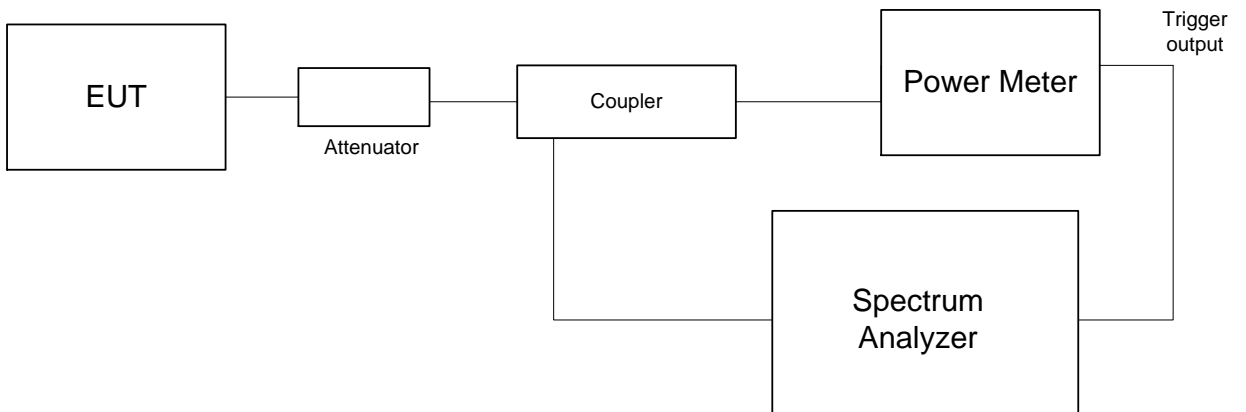 Trigger
output
EUT
Power Meter
Coupler
Attenuator
Spectrum
Analyzer